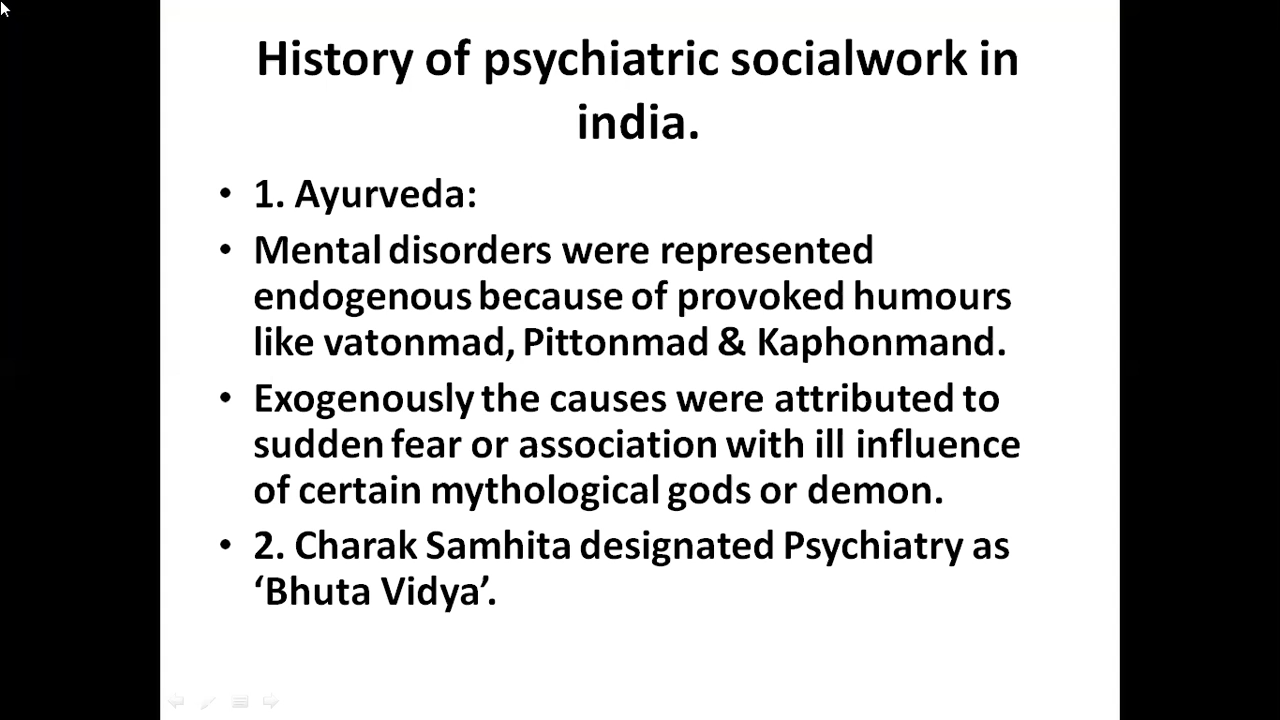 History of psychiatric socialwork in
india.
• 1. Ayurveda:
• Mental disorders were represented
endogenous because of provoked humours
like vatonmad, Pittonmad & Kaphonmand.
• Exogenously the causes were attributed to
sudden fear or association with ill influence
of certain mythological gods or demon.
• 2. Charak Samhita designated Psychiatry as
‘Bhuta Vidya’.